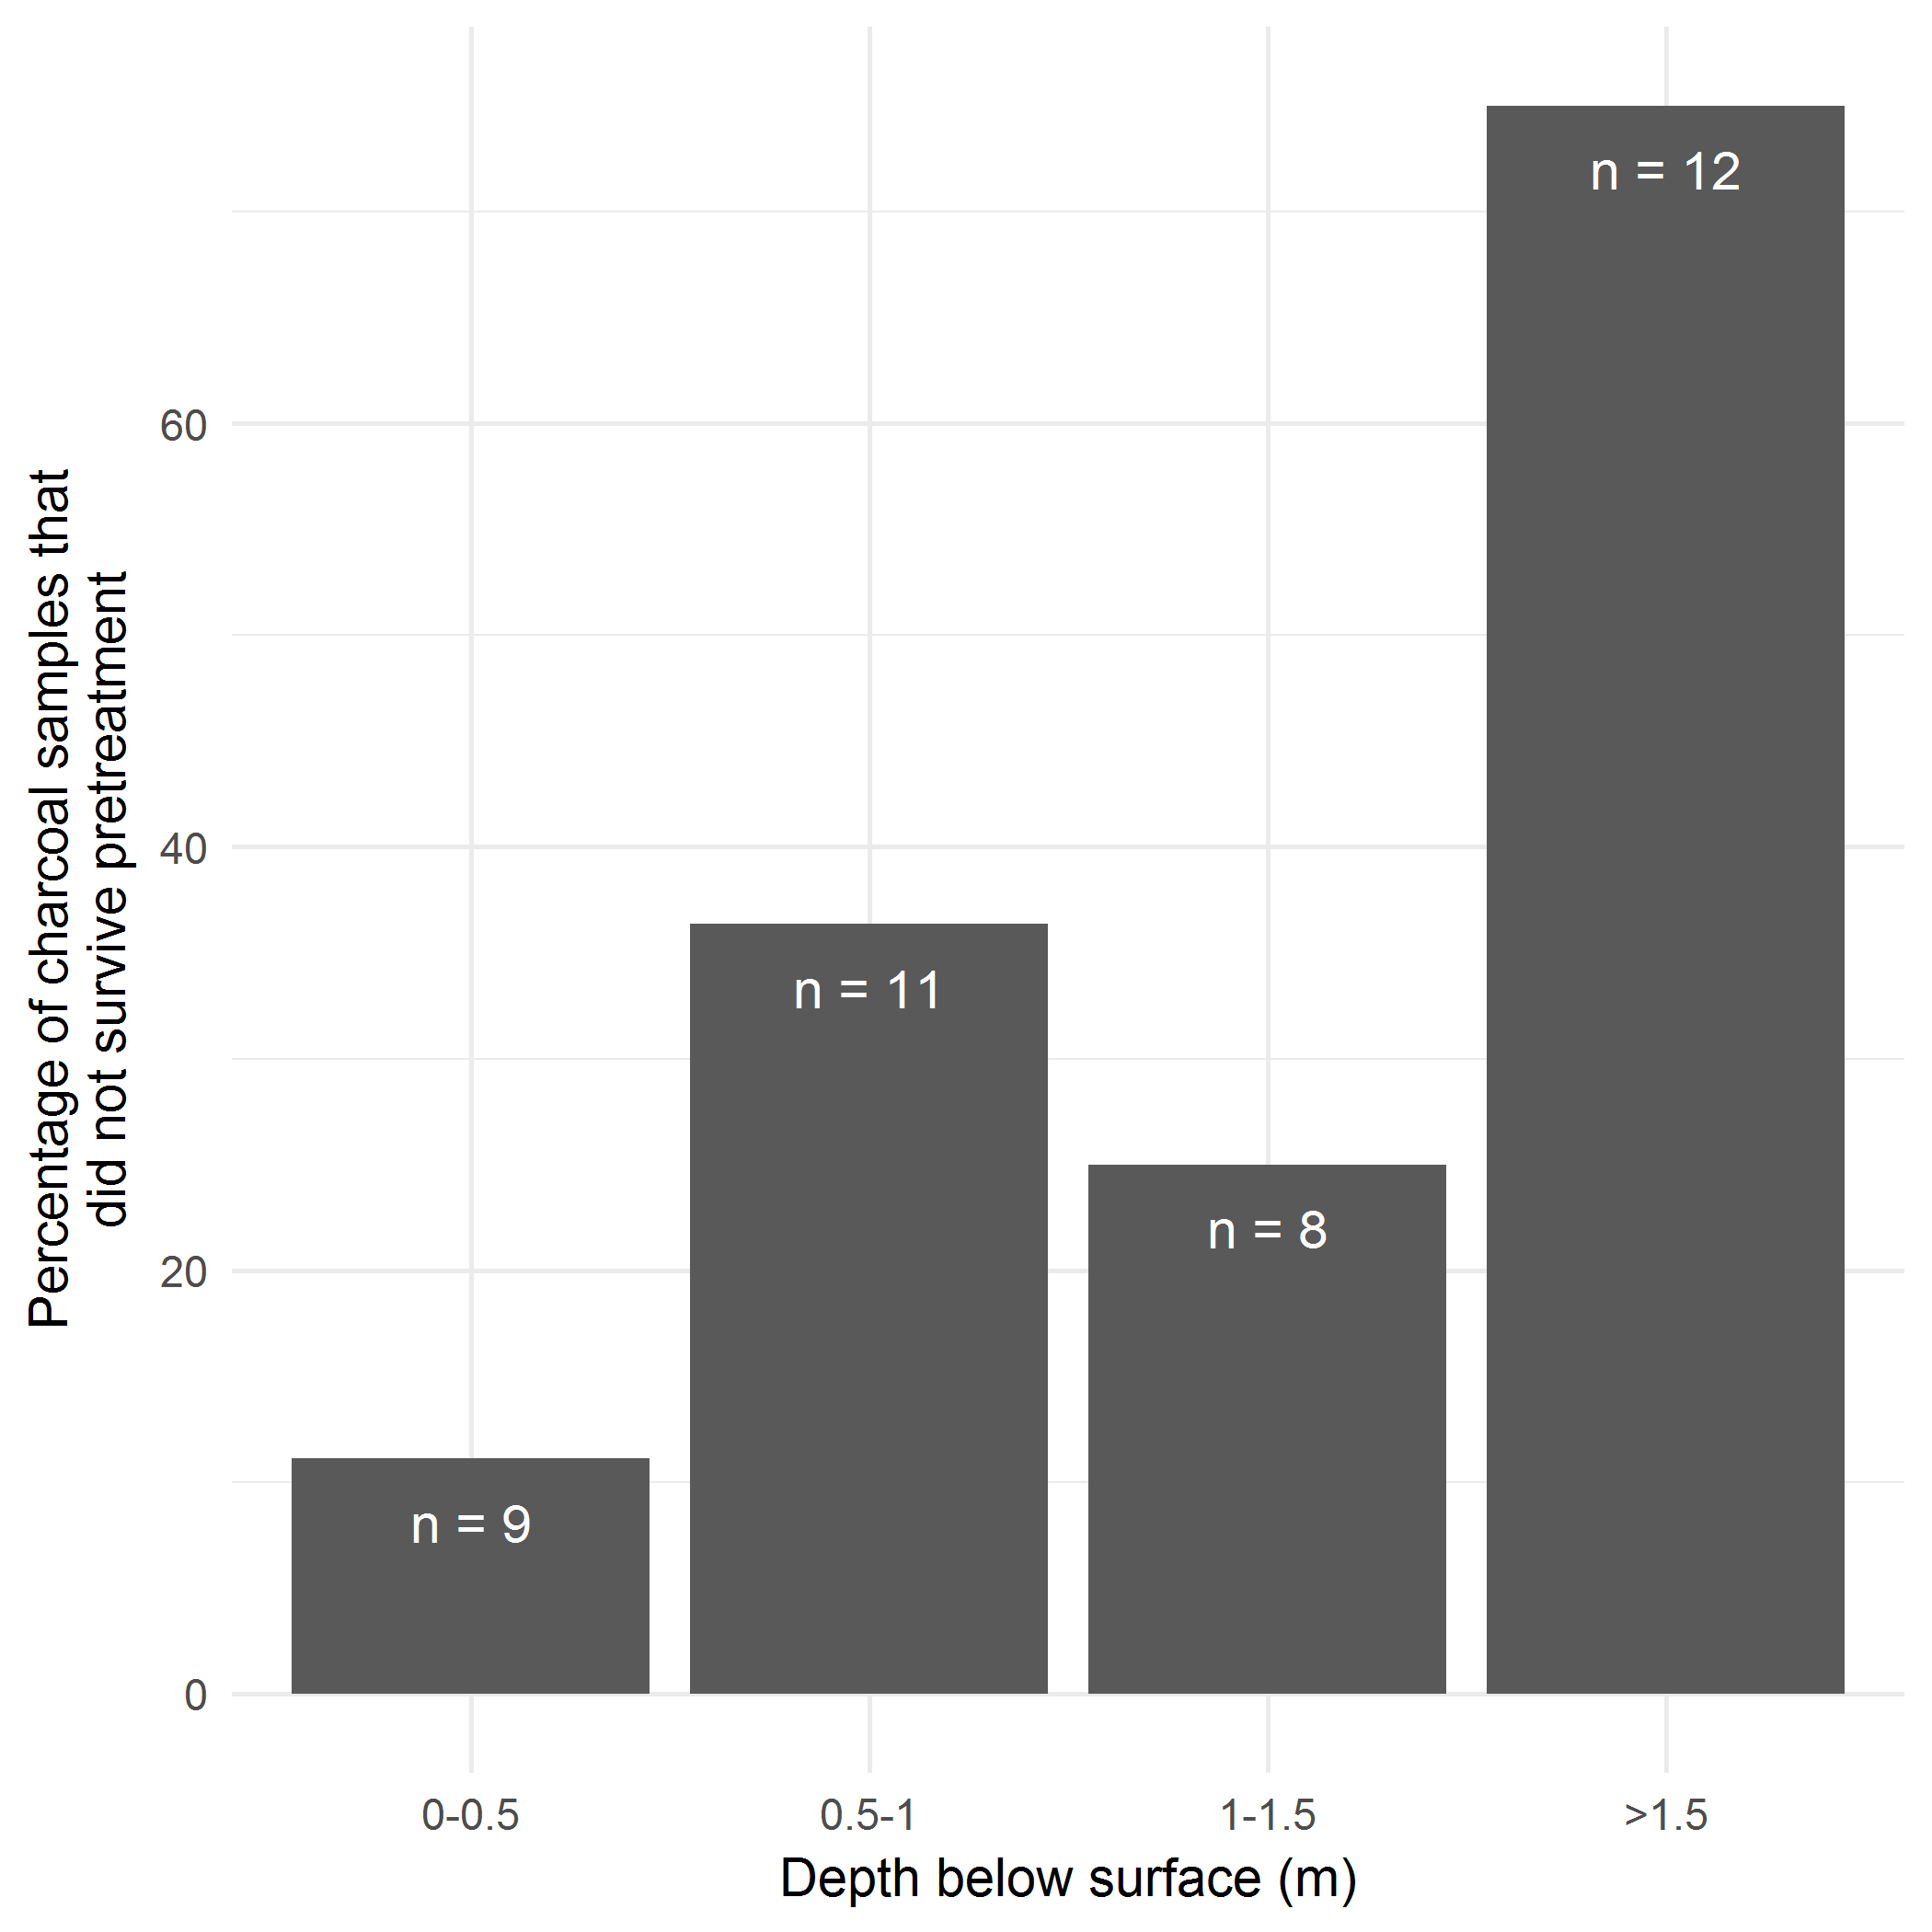 Percentage of charcoal samples that
did not survive pretreatment
60
40
20
0
n = 9
n = 11
n = 8
n = 12
0-0.5
0.5-1
1-1.5
>1.5
Depth below surface (m)